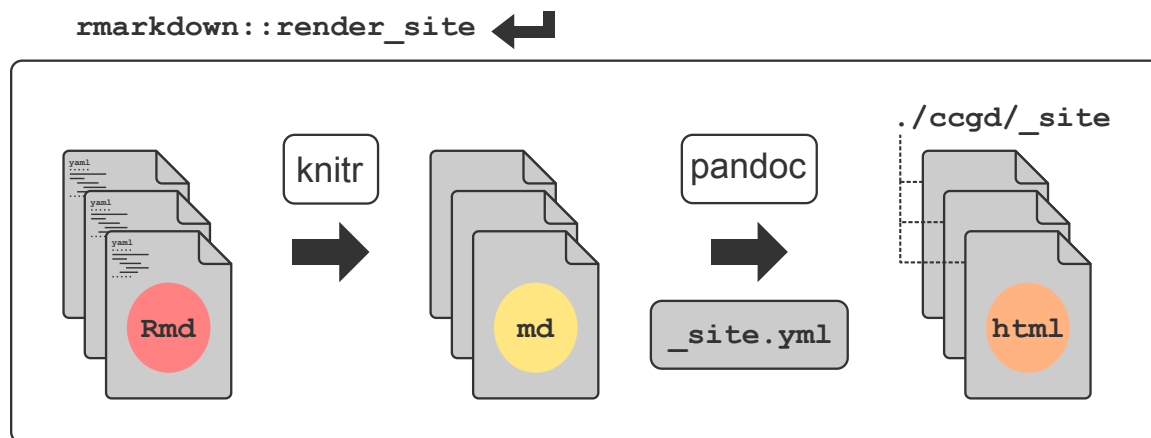 rmarkdown::render_site
./ccgd/_site
knitr
pandoc
yaml
yaml
yaml
Rmd
md
_site.yml
html